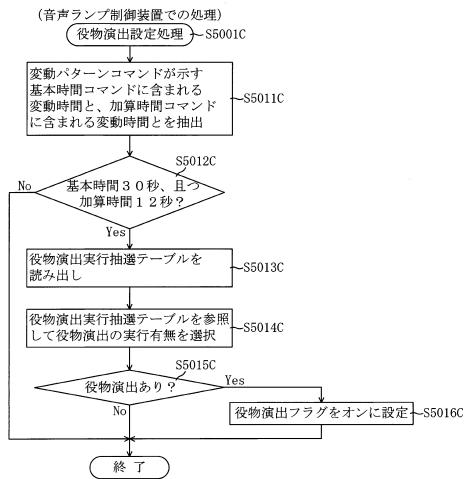 (音声ランプ制御装置での処理)
役物演出設定処理
S5001C
変動パターンコマンドが示す
基本時間コマンドに含まれる
変動時間と、加算時間コマンド
に含まれる変動時間とを抽出
S5011C
S5012C
基本時間30秒、且つ
加算時間12秒?
No
Yes
役物演出実行抽選テーブルを
読み出し
S5013C
役物演出実行抽選テーブルを参照
して役物演出の実行有無を選択
S5014C
S5015C
役物演出あり?
Yes
No
役物演出フラグをオンに設定
S5016C
終 了